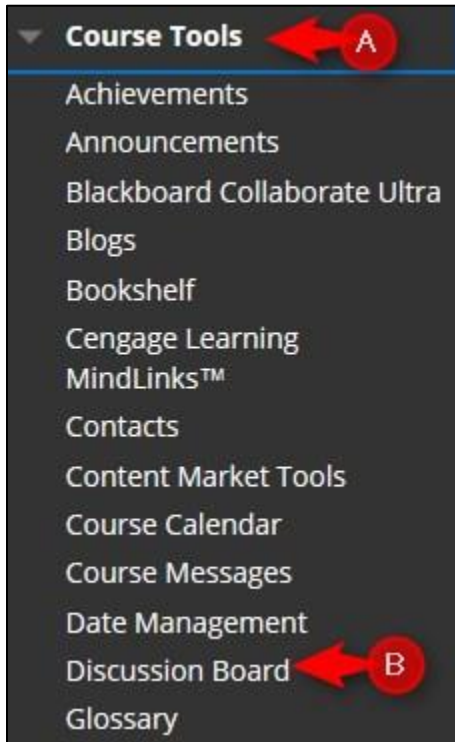 Course Tools A
Achievements
Announcements
Blackboard Collaborate Ultra
Blogs
Bookshelf
Cengage Learning
MindLinks™
Contacts
Content Market Tools
Course Calendar
Course Messages
Date Management
Discussion Board B
Glossary